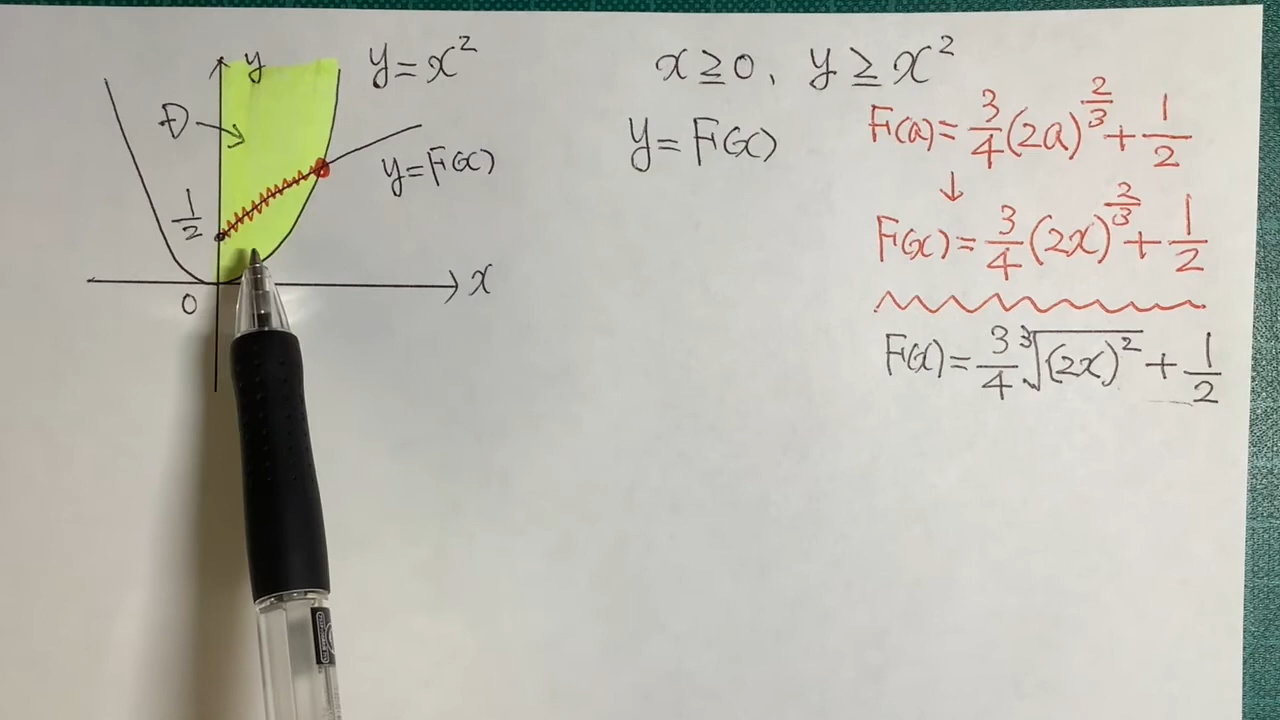 y
y=x²
D
y=F(x)
1/2
0
x
x≧0, y≧x²
y=F(x)
F(a)=3/4(2a)^(2/3)+1/2
↓
F(x)=3/4(2x)^(2/3)+1/2
F(x)=3/4∛(2x)²+1/2